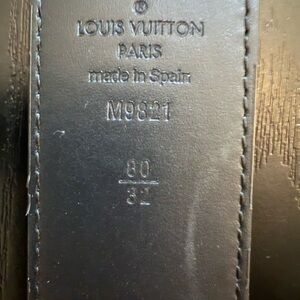 ®
LOUIS VUITTON
PARIS
made in Spain
M9821
80
32